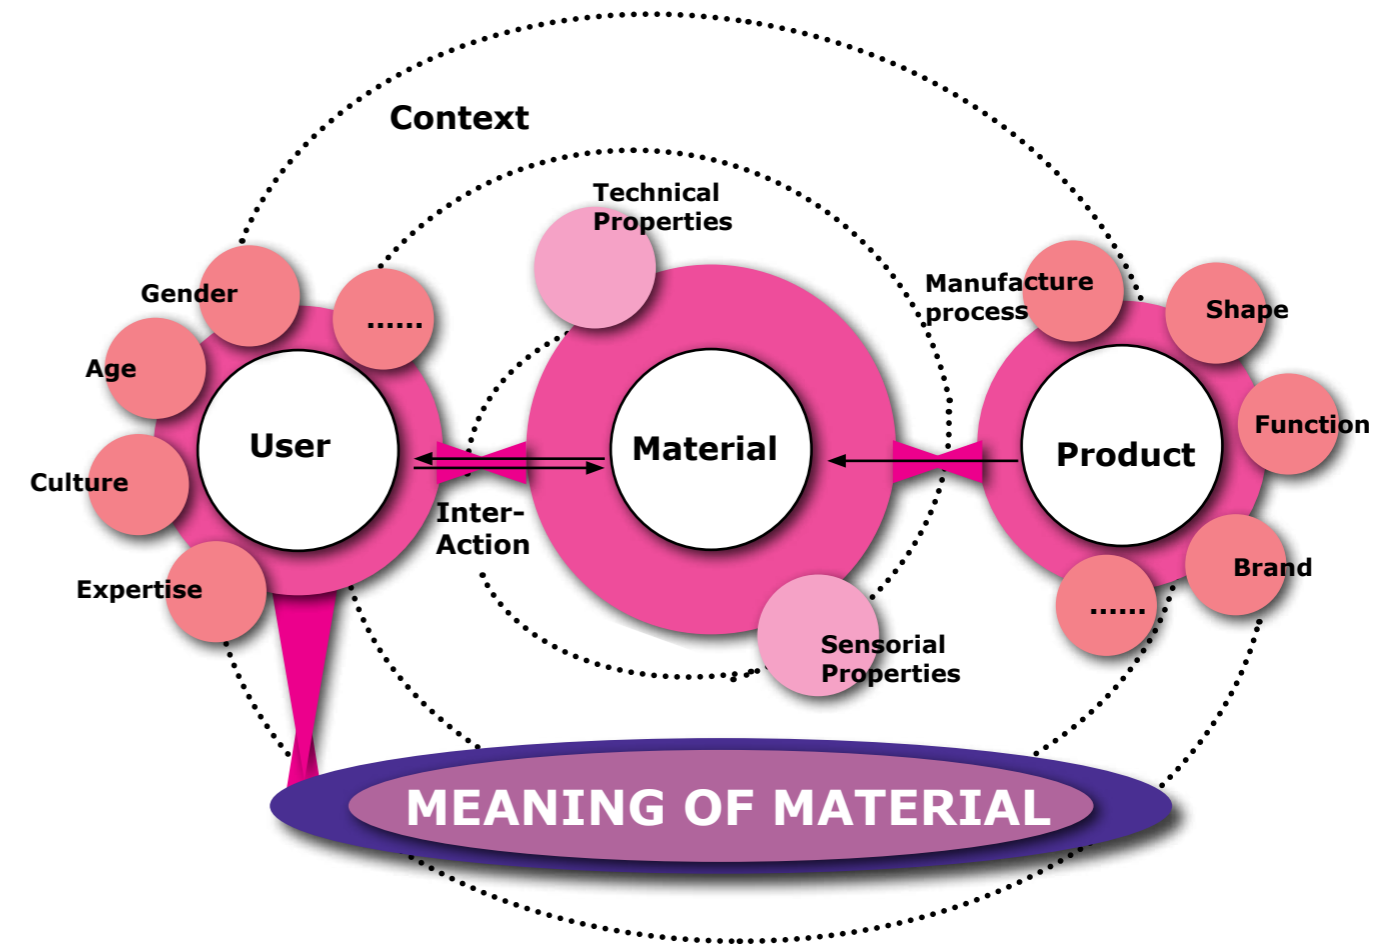 Context
Technical
Properties
Gender
......
Age
User
Culture
Expertise
Inter-
Action
Material
Sensorial
Properties
Manufacture
process
Shape
Function
Product
Brand
......
MEANING OF MATERIAL